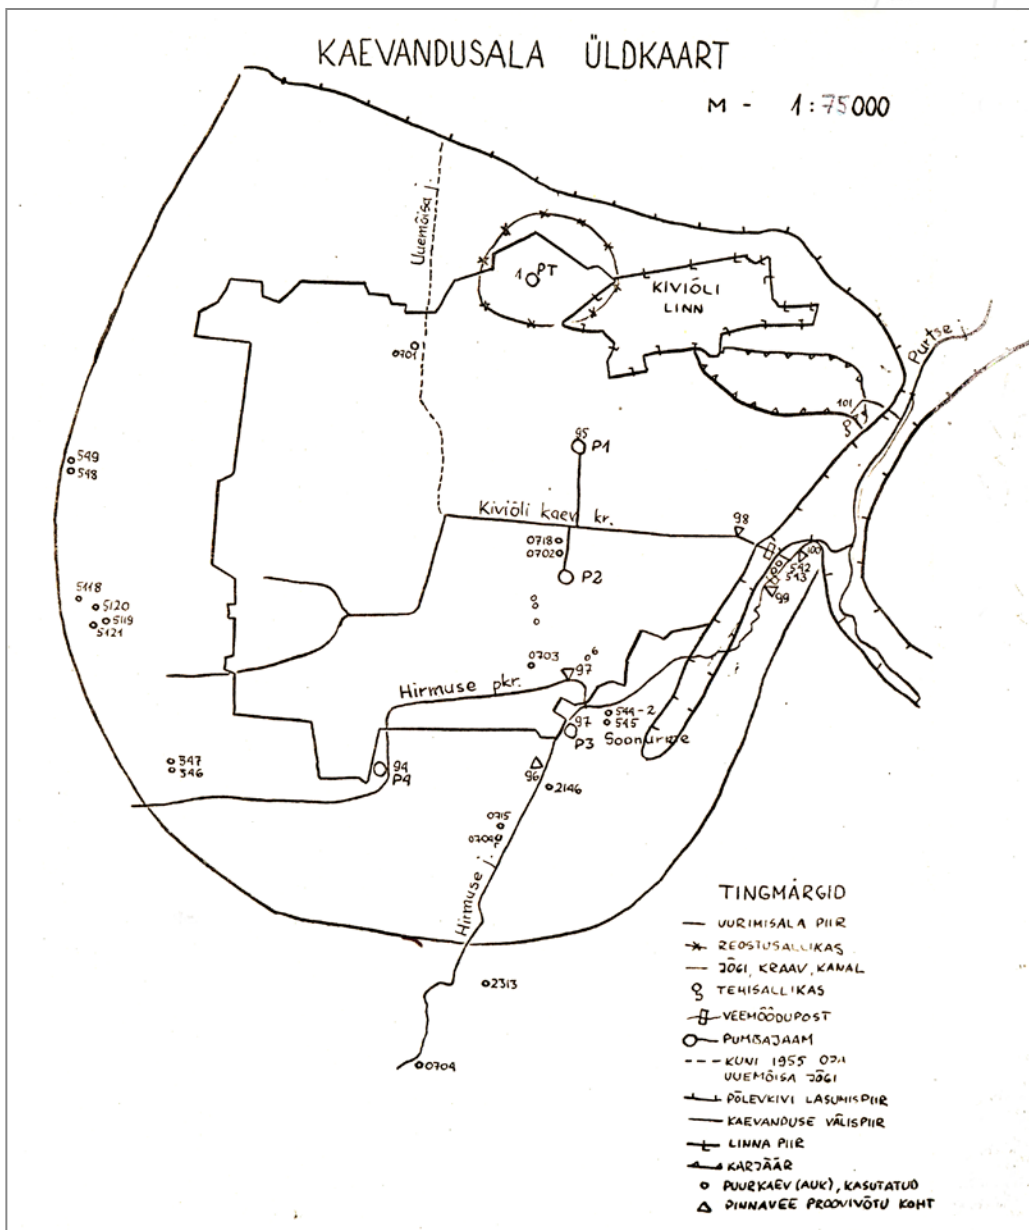 KAEVANDUSALA ÜLDKAART
M - 1:75000
Uuemõisa j.
1 PT
KIVIÕLI
LINN
Purtse j.
0701
101
549
548
95 P1
Kiviõli kaev. kr.
98
0718
0702
P2
100
542
543
99
5118
5120
5119
5121
0703
6
97
Hirmuse pkr.
544-2
545
97
P3 Soonurme
347
346
94
P4
96
2146
0715
0709
Hirmuse j.
2313
0704
TINGMÄRGID
UURIMISALA PIIR
REOSTUSALLIKAS
JÕGI, KRAAV, KANAL
TEHISALLIKAS
VEEMÕÕDUPOST
PUMBAJAAM
KUNI 1955 OJA
UUEMÕISA JÕGI
PÕLEVKIVI LASUMISPIIR
KAEVANDUSE VÄLISPIIR
LINNA PIIR
KARJÄÄR
PUURKAEV (AUK), KASUTATUD
PINNAVEE PROOVIVÕTU KOHT